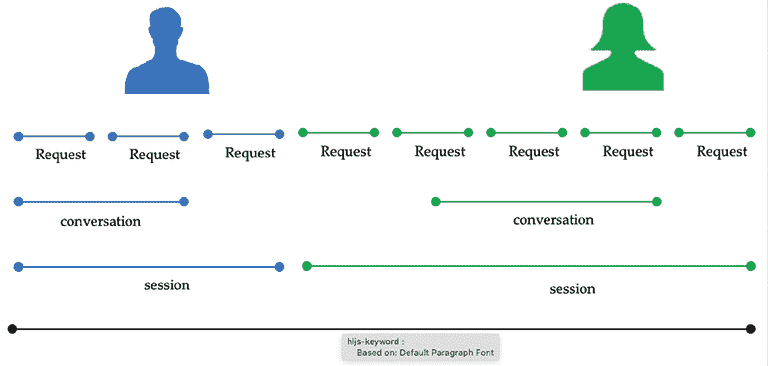 Request Request Request Request Request Request Request Request
conversation conversation
session session
hljs-keyword :
Based on: Default Paragraph Font